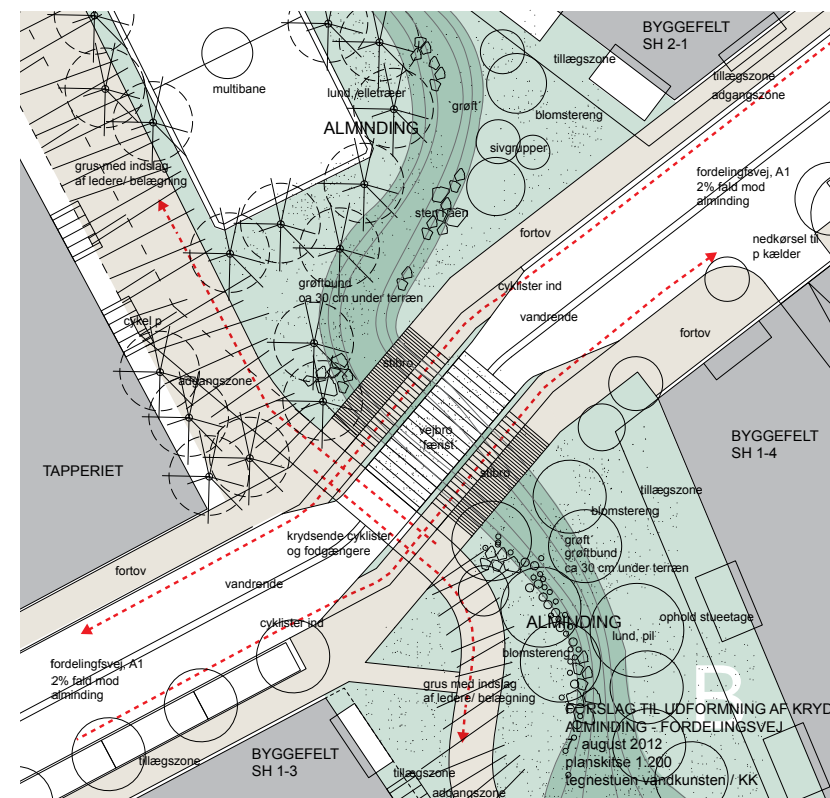 BYGGEFELT
SH 2-1
multibane
tillægszone
tillægszone
adgangszone
lund, elletræer
'grøft'
blomstereng
ALMINDING
sivgrupper
grus med indslag
af ledere/ belægning
fordelingsvej, A1
2% fald mod
alminding
sten i åen
fortov
nedkørsel til
p kælder
grøftbund
ca 30 cm under terræn
cyklister ind
vandrende
cykel p
fortov
stibro
adgangszone
vejbro
færist
BYGGEFELT
SH 1-4
TAPPERIET
stibro
tillægszone
blomstereng
krydsende cyklister
og fodgængere
'grøft'
grøftbund
ca 30 cm under terræn
fortov
vandrende
ophold stueetage
cyklister ind
ALMINDING
lund, pil
blomstereng
fordelingsvej, A1
2% fald mod
alminding
grus med indslag
af ledere/ belægning
B
FORSLAG TIL UDFORMNING AF KRYD
ALMINDING - FORDELINGSVEJ
august 2012
planskitse 1:200
tegnestuen vandkunsten / KK
BYGGEFELT
SH 1-3
tillægszone
tillægszone
adgangszone